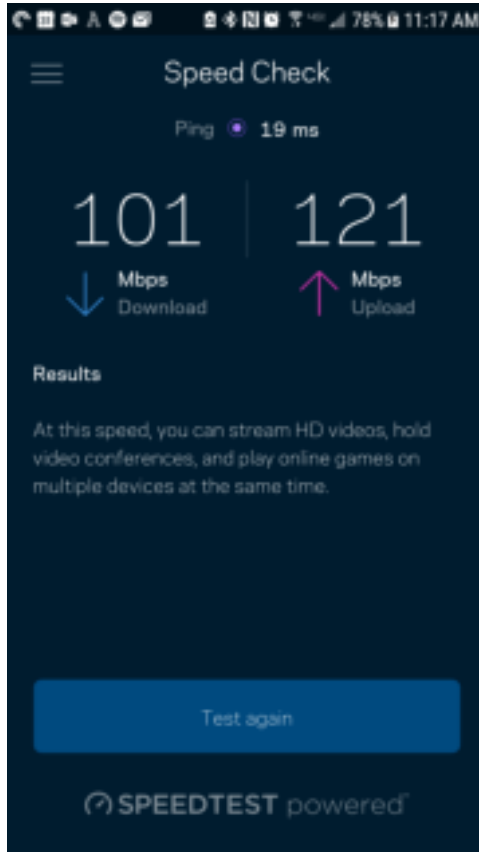 78% 11:17 AM
Speed Check
Ping 19 ms
101 121
Mbps Mbps
Download Upload
Results
At this speed, you can stream HD videos, hold
video conferences, and play online games on
multiple devices at the same time.
Test again
SPEEDTEST powered